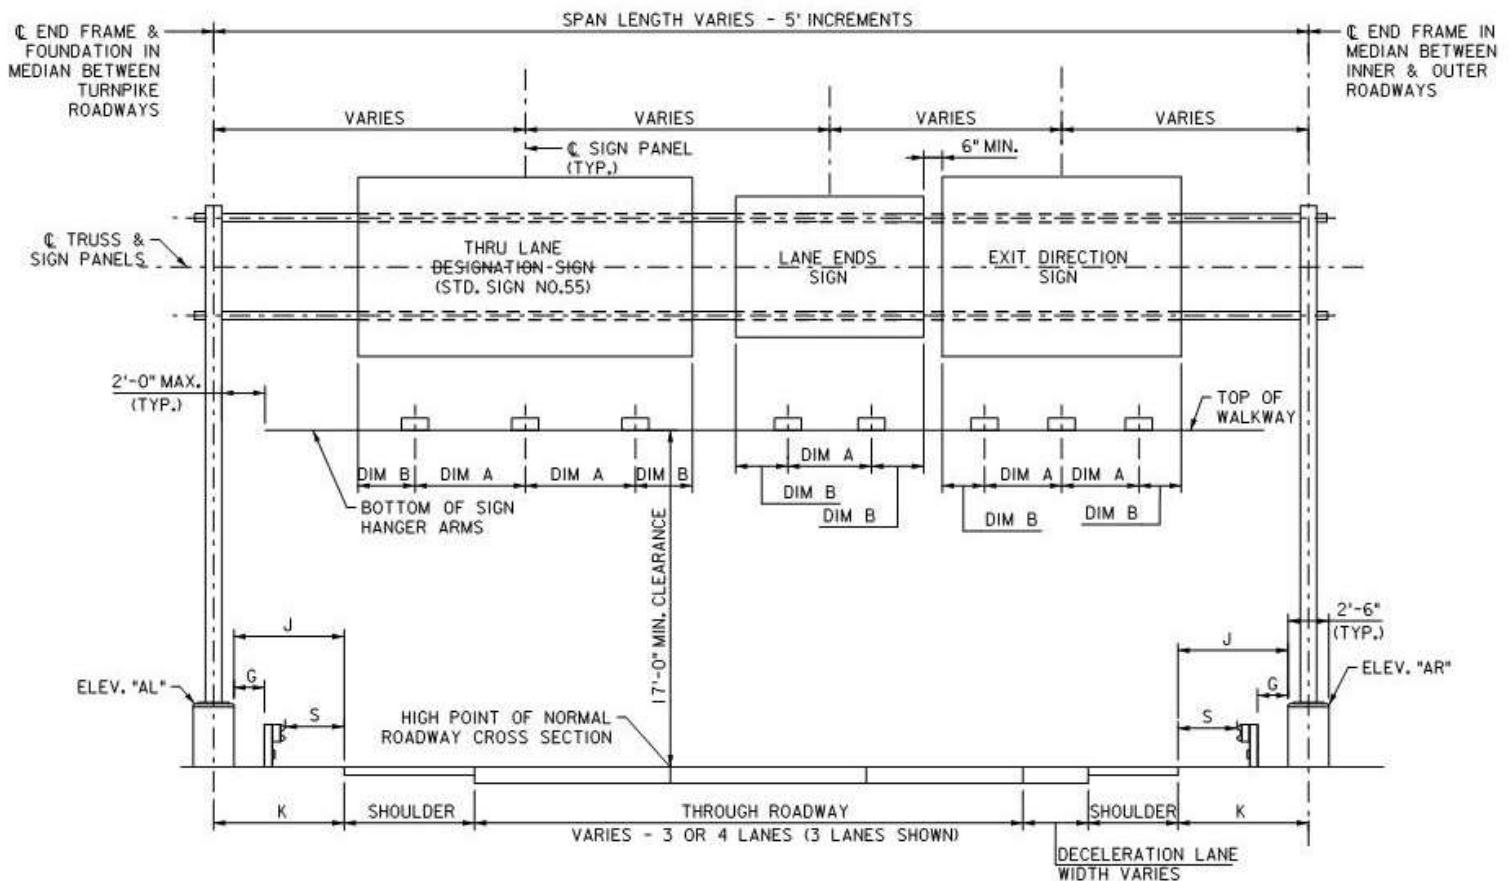 SPAN LENGTH VARIES - 5' INCREMENTS
℄ END FRAME &
FOUNDATION IN
MEDIAN BETWEEN
TURNPIKE
ROADWAYS
℄ END FRAME IN
MEDIAN BETWEEN
INNER & OUTER
ROADWAYS
VARIES
VARIES
VARIES
VARIES
℄ SIGN PANEL
(TYP.)
6" MIN.
℄ TRUSS &
SIGN PANELS
THRU LANE
DESIGNATION SIGN
(STD. SIGN NO.55)
LANE ENDS
SIGN
EXIT DIRECTION
SIGN
2'-0" MAX.
(TYP.)
TOP OF
WALKWAY
DIM B
DIM A
DIM A
DIM B
DIM A
DIM B
DIM B
DIM A
DIM A
DIM B
DIM B
BOTTOM OF SIGN
HANGER ARMS
17'-0" MIN. CLEARANCE
J
G
S
ELEV. "AL"
HIGH POINT OF NORMAL
ROADWAY CROSS SECTION
2'-6"
(TYP.)
J
G
S
ELEV. "AR"
K
SHOULDER
THROUGH ROADWAY
VARIES - 3 OR 4 LANES (3 LANES SHOWN)
SHOULDER
K
DECELERATION LANE
WIDTH VARIES